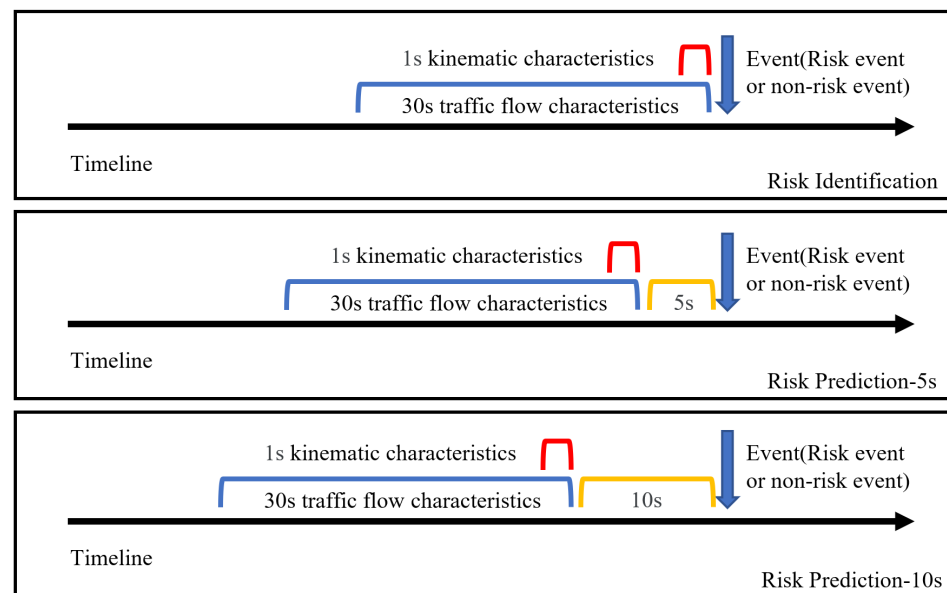 1s kinematic characteristics
Event(Risk event
or non-risk event)
30s traffic flow characteristics
Timeline
Risk Identification
1s kinematic characteristics
Event(Risk event
or non-risk event)
30s traffic flow characteristics
5s
Timeline
Risk Prediction-5s
1s kinematic characteristics
Event(Risk event
or non-risk event)
30s traffic flow characteristics
10s
Timeline
Risk Prediction-10s